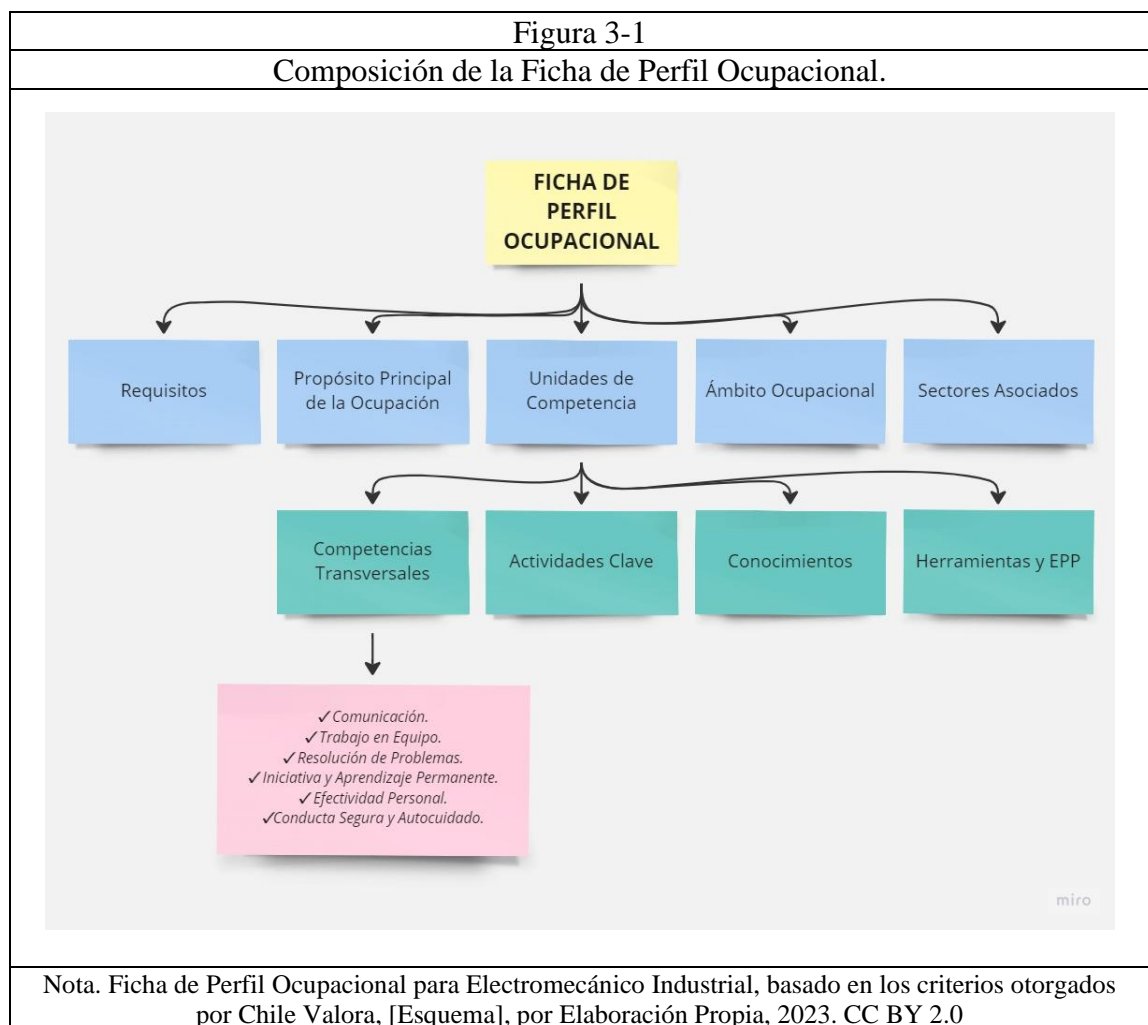 Figura 3-1
Composición de la Ficha de Perfil Ocupacional.
FICHA DE
PERFIL
OCUPACIONAL
Requisitos
Propósito Principal
de la Ocupación
Unidades de
Competencia
Ámbito Ocupacional
Sectores Asociados
Competencias
Transversales
Actividades Clave
Conocimientos
Herramientas y EPP
✓Comunicación.
✓Trabajo en Equipo.
✓Resolución de Problemas.
✓Iniciativa y Aprendizaje Permanente.
✓Efectividad Personal.
✓Conducta Segura y Autocuidado.
miro
Nota. Ficha de Perfil Ocupacional para Electromecánico Industrial, basado en los criterios otorgados
por Chile Valora, [Esquema], por Elaboración Propia, 2023. CC BY 2.0